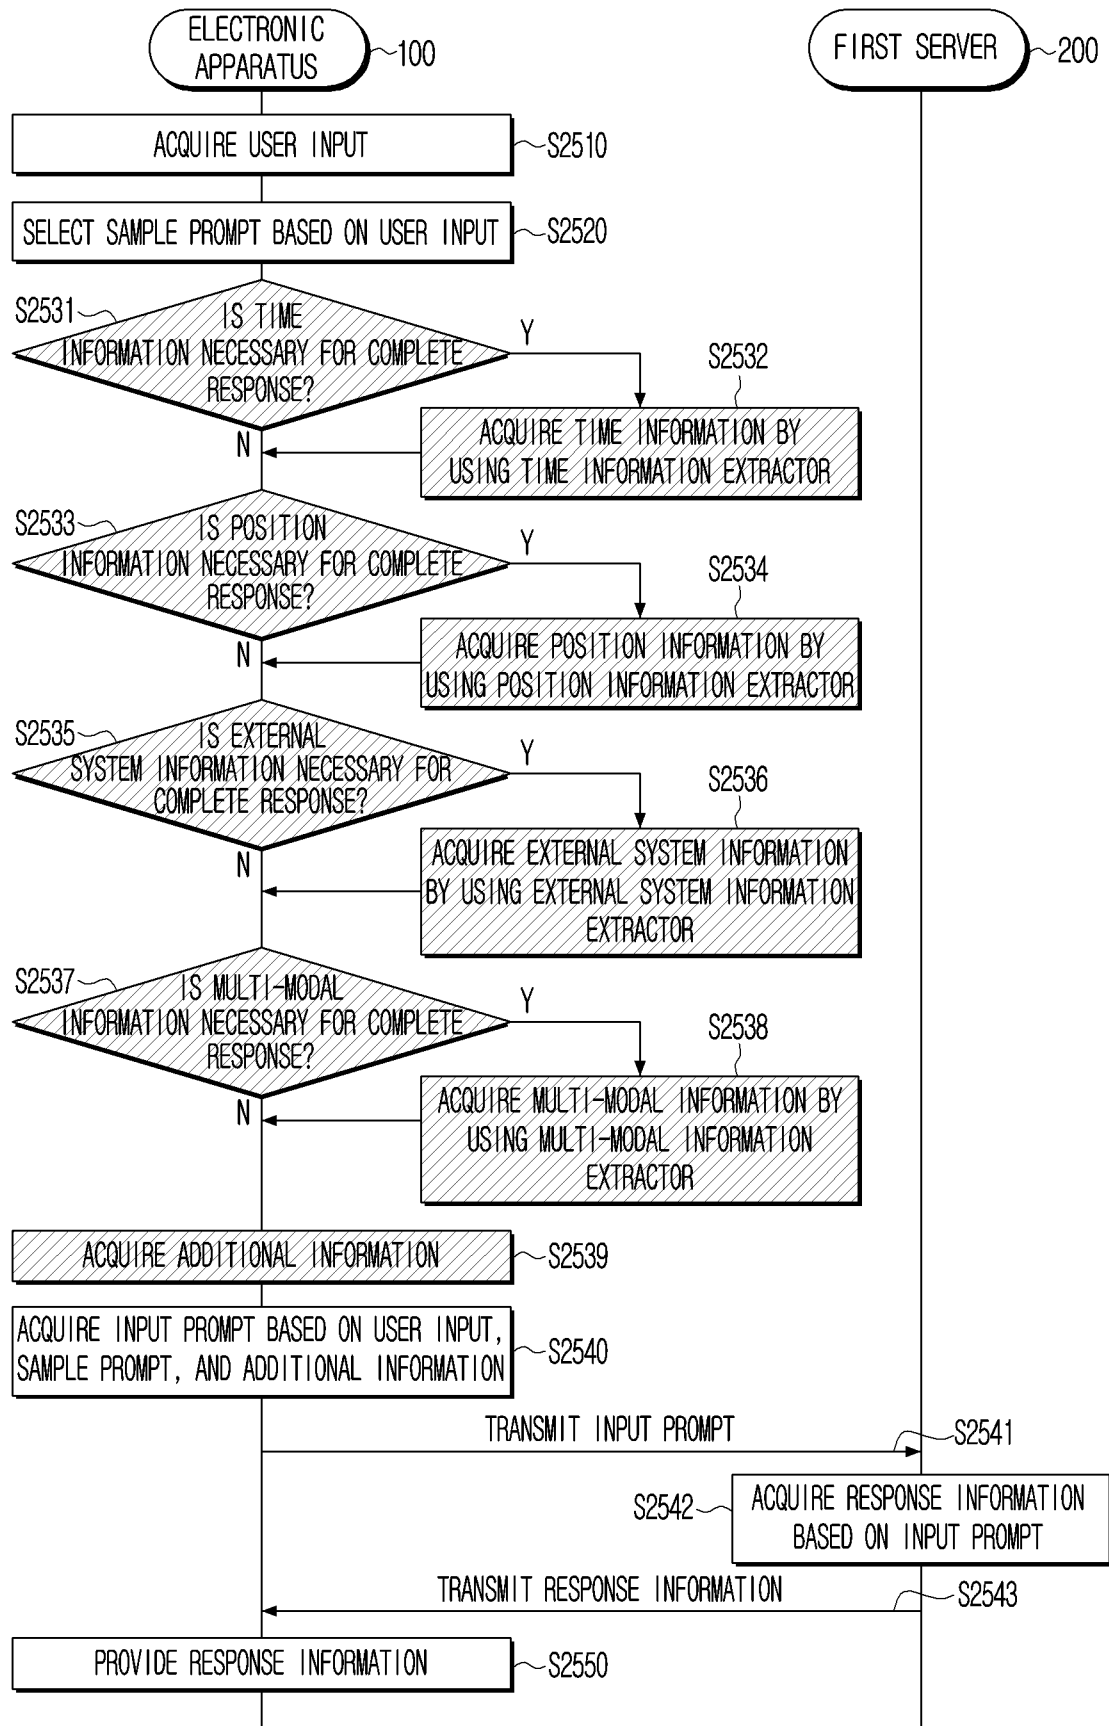 ELECTRONIC
APPARATUS
100
FIRST SERVER
200
ACQUIRE USER INPUT
S2510
SELECT SAMPLE PROMPT BASED ON USER INPUT
S2520
S2531
IS TIME
INFORMATION NECESSARY FOR COMPLETE
RESPONSE?
Y
N
S2532
ACQUIRE TIME INFORMATION BY
USING TIME INFORMATION EXTRACTOR
S2533
IS POSITION
INFORMATION NECESSARY FOR COMPLETE
RESPONSE?
Y
N
S2534
ACQUIRE POSITION INFORMATION BY
USING POSITION INFORMATION EXTRACTOR
S2535
IS EXTERNAL
SYSTEM INFORMATION NECESSARY FOR
COMPLETE RESPONSE?
Y
N
S2536
ACQUIRE EXTERNAL SYSTEM INFORMATION
BY USING EXTERNAL SYSTEM INFORMATION
EXTRACTOR
S2537
IS MULTI-MODAL
INFORMATION NECESSARY FOR COMPLETE
RESPONSE?
Y
N
S2538
ACQUIRE MULTI-MODAL INFORMATION BY
USING MULTI-MODAL INFORMATION
EXTRACTOR
ACQUIRE ADDITIONAL INFORMATION
S2539
ACQUIRE INPUT PROMPT BASED ON USER INPUT,
SAMPLE PROMPT, AND ADDITIONAL INFORMATION
S2540
TRANSMIT INPUT PROMPT
S2541
S2542
ACQUIRE RESPONSE INFORMATION
BASED ON INPUT PROMPT
TRANSMIT RESPONSE INFORMATION
S2543
PROVIDE RESPONSE INFORMATION
S2550